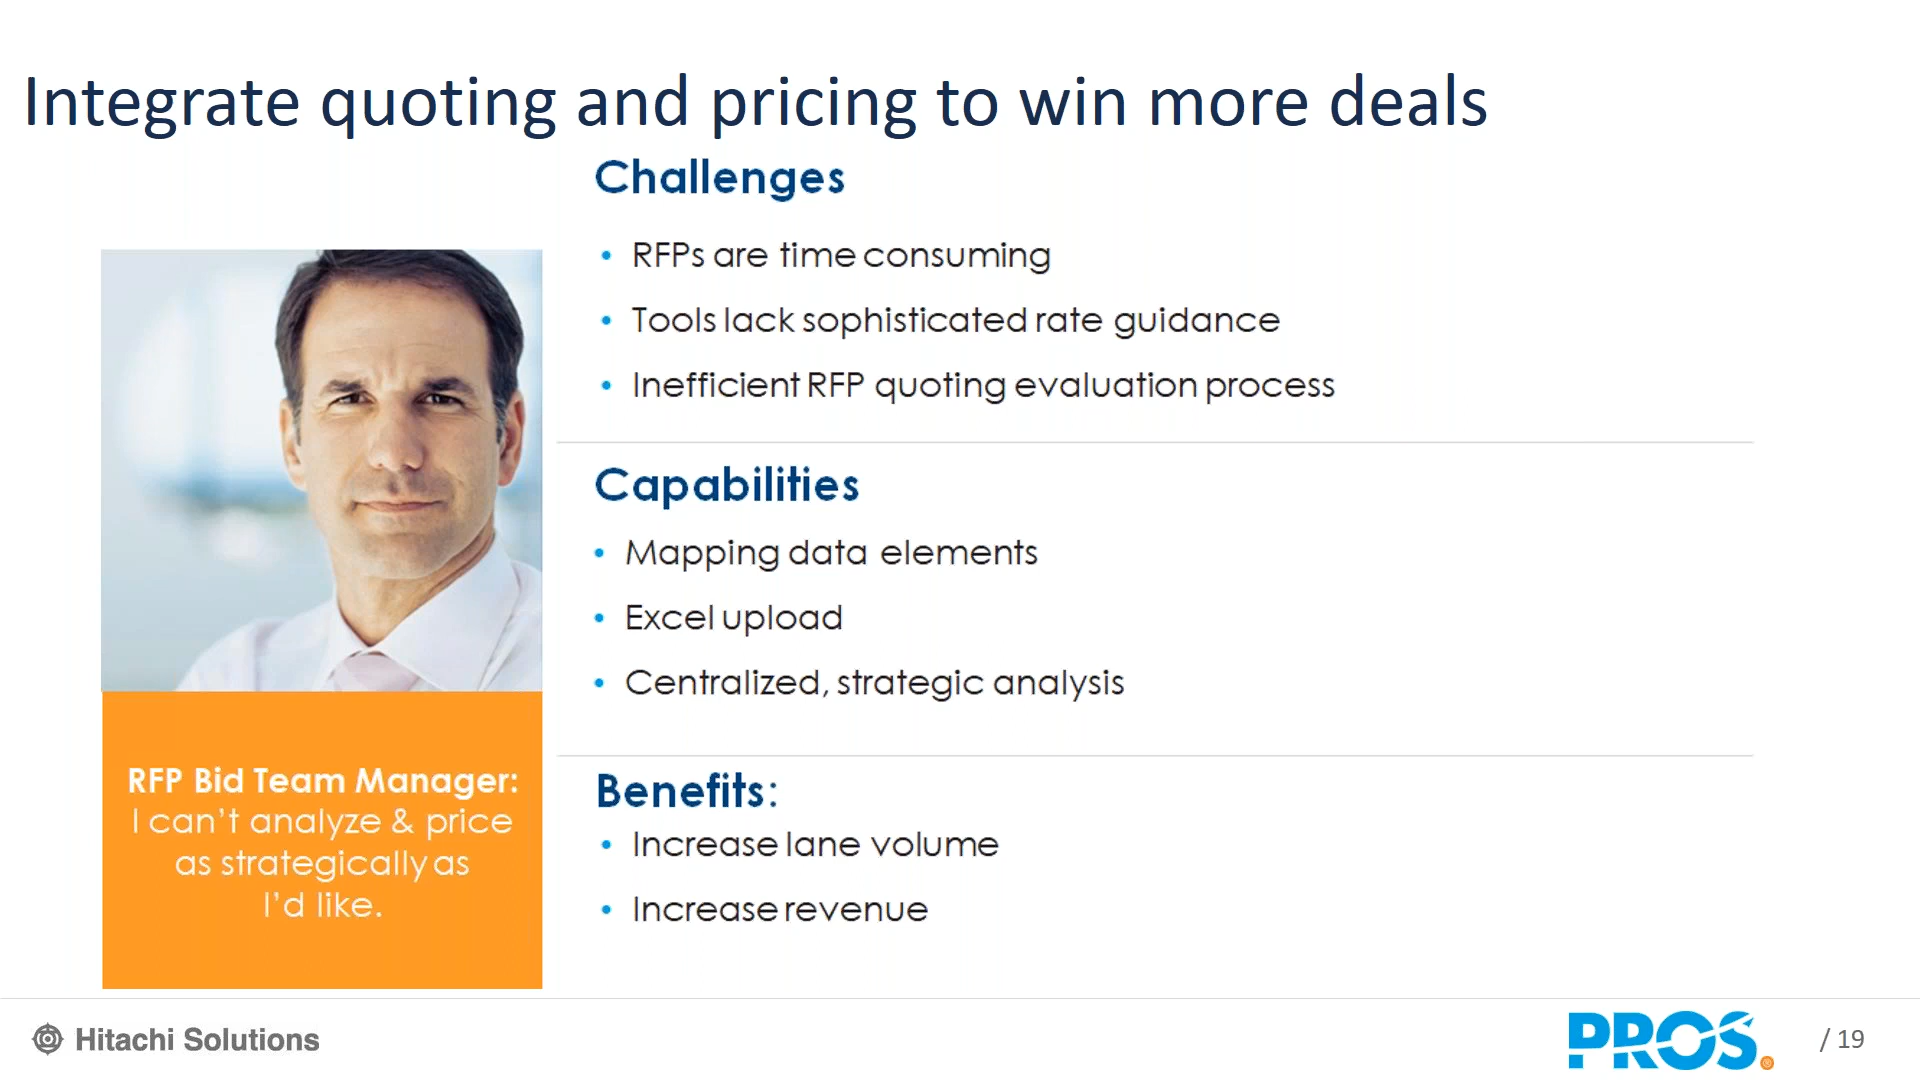 Integrate quoting and pricing to win more deals
Challenges
• RFPs are time consuming
• Tools lack sophisticated rate guidance
• Inefficient RFP quoting evaluation process
Capabilities
• Mapping data elements
• Excel upload
• Centralized, strategic analysis
RFP Bid Team Manager:
I can't analyze & price
as strategically as
I'd like.
Benefits:
• Increase lane volume
• Increase revenue
Hitachi Solutions
PROS
/ 19